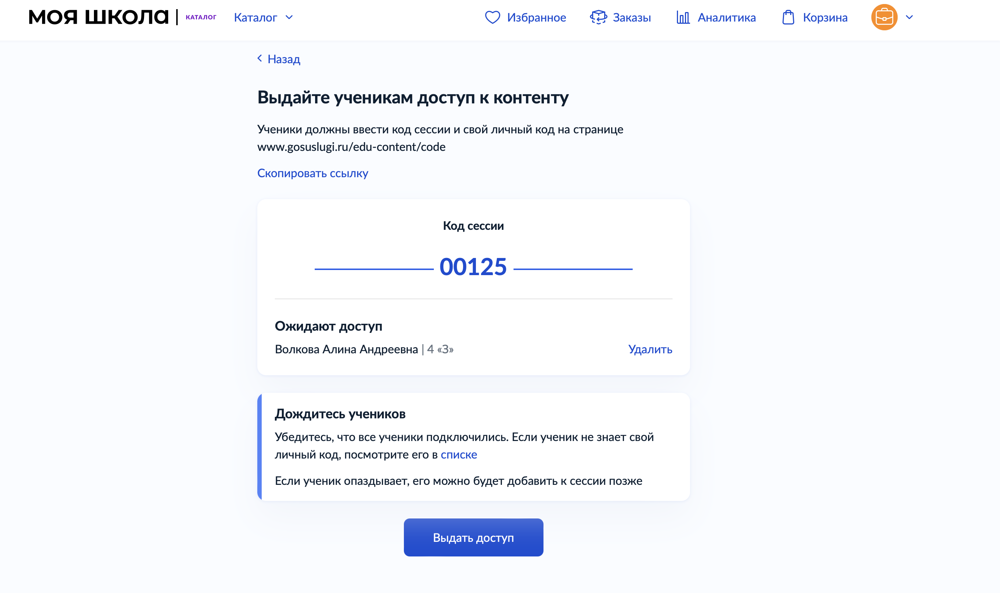 моя школа | КАТАЛОГ
Каталог
Избранное
Заказы
Аналитика
Корзина
Назад
Выдайте ученикам доступ к контенту
Ученики должны ввести код сессии и свой личный код на странице
www.gosuslugi.ru/edu-content/code
Скопировать ссылку
Код сессии
00125
Ожидают доступ
Волкова Алина Андреевна | 4 «З»
Удалить
Дождитесь учеников
Убедитесь, что все ученики подключились. Если ученик не знает свой
личный код, посмотрите его в списке
Если ученик опаздывает, его можно будет добавить к сессии позже
Выдать доступ